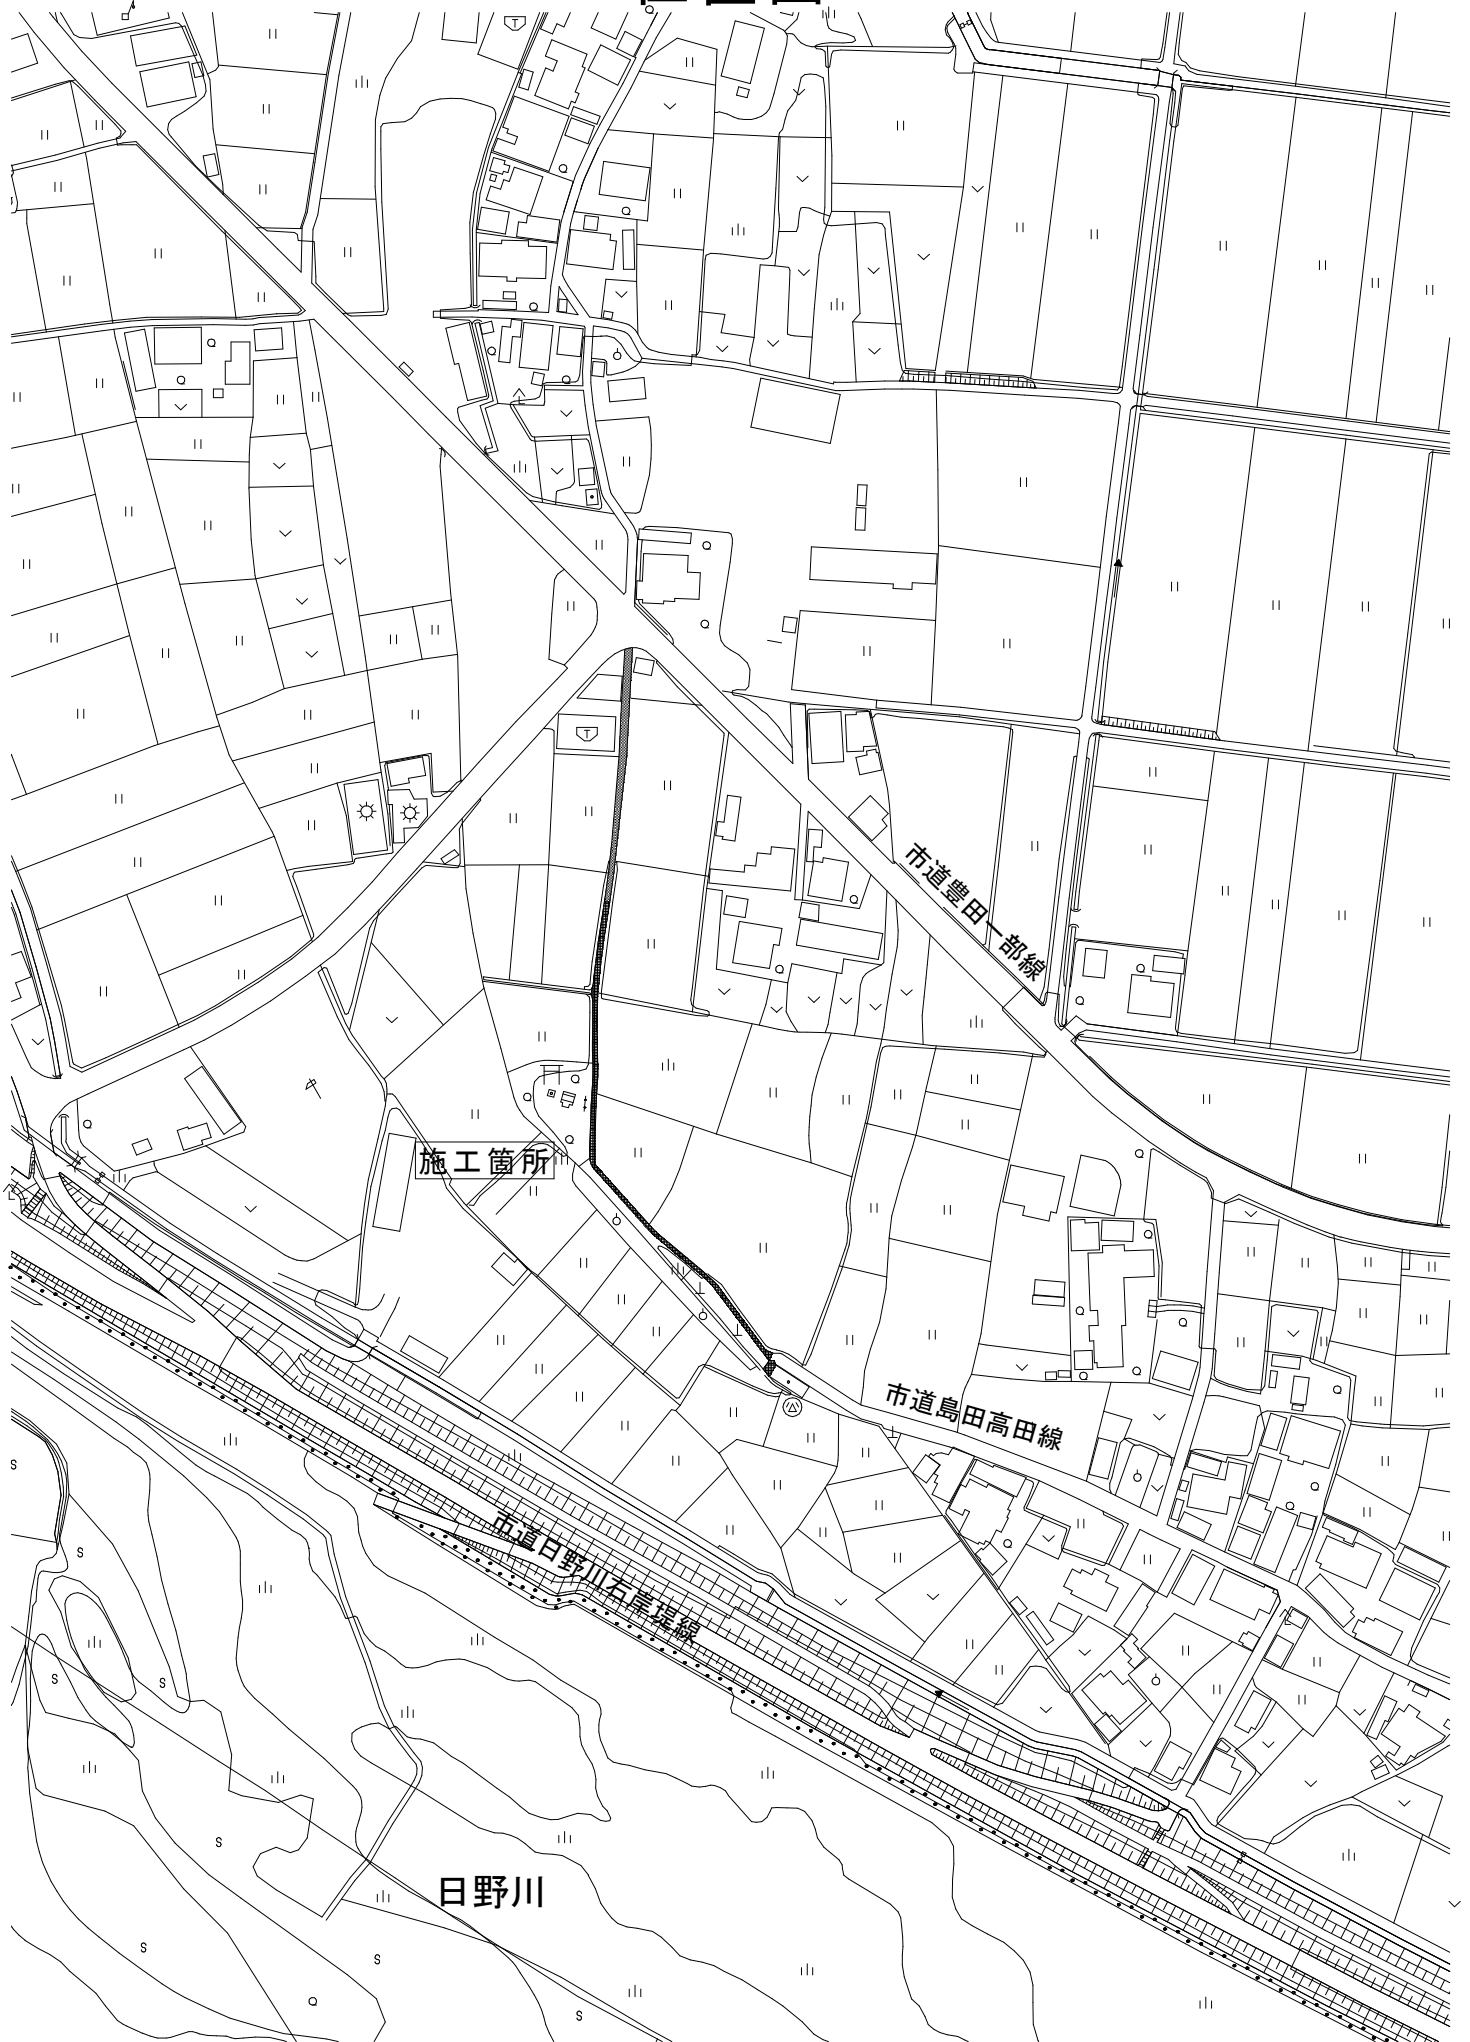 市道豊田一部線
施工箇所
市道島田高田線
市道日野川右岸堤線
日野川